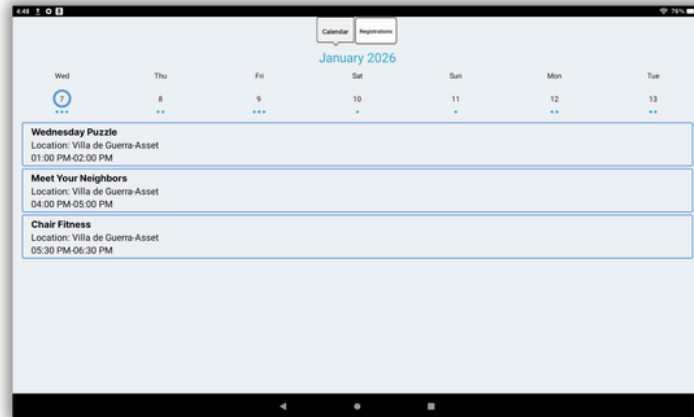 4:48
76%
Calendar
Registrations
January 2026
Wed Thu Fri Sat Sun Mon Tue
7 8 9 10 11 12 13
Wednesday Puzzle
Location: Villa de Guerra-Asset
01:00 PM-02:00 PM
Meet Your Neighbors
Location: Villa de Guerra-Asset
04:00 PM-05:00 PM
Chair Fitness
Location: Villa de Guerra-Asset
05:30 PM-06:30 PM